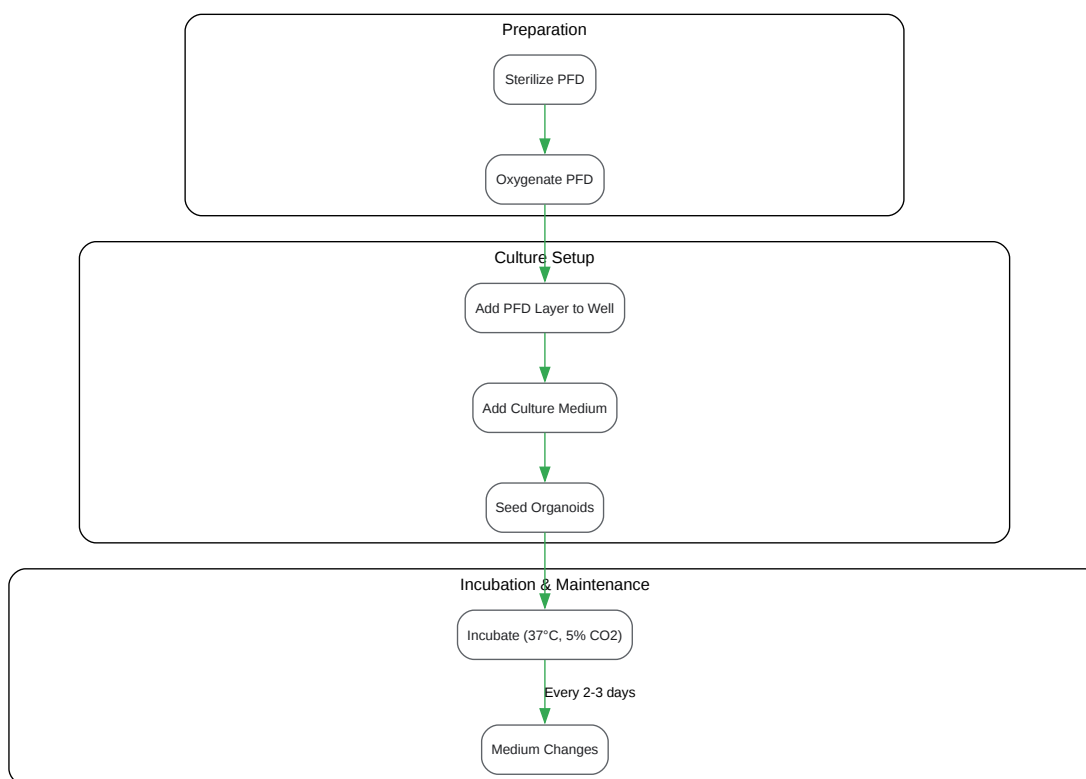 Preparation
Sterilize PFD
Oxygenate PFD
Culture Setup
Add PFD Layer to Well
Add Culture Medium
Seed Organoids
Incubation & Maintenance
Incubate (37°C, 5% CO2)
Every 2-3 days
Medium Changes